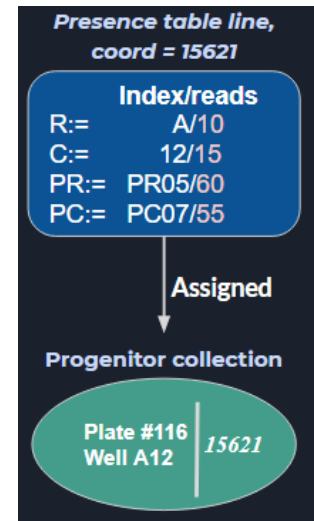 Presence table line,
coord = 15621
Index/reads
R:= A/10
C:= 12/15
PR:= PR05/60
PC:= PC07/55
Assigned
Progenitor collection
Plate #116
Well A12
15621